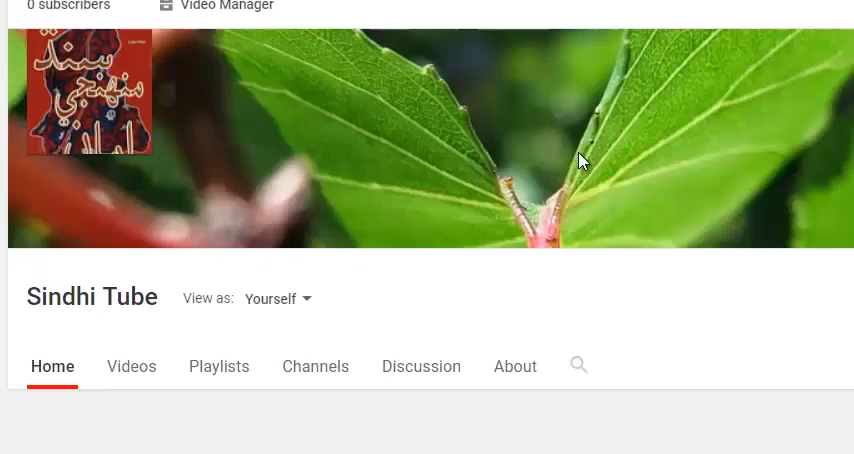 0 subscribers Video Manager
سنڌ
منهنجي
Sindhi Tube View as: Yourself
Home Videos Playlists Channels Discussion About